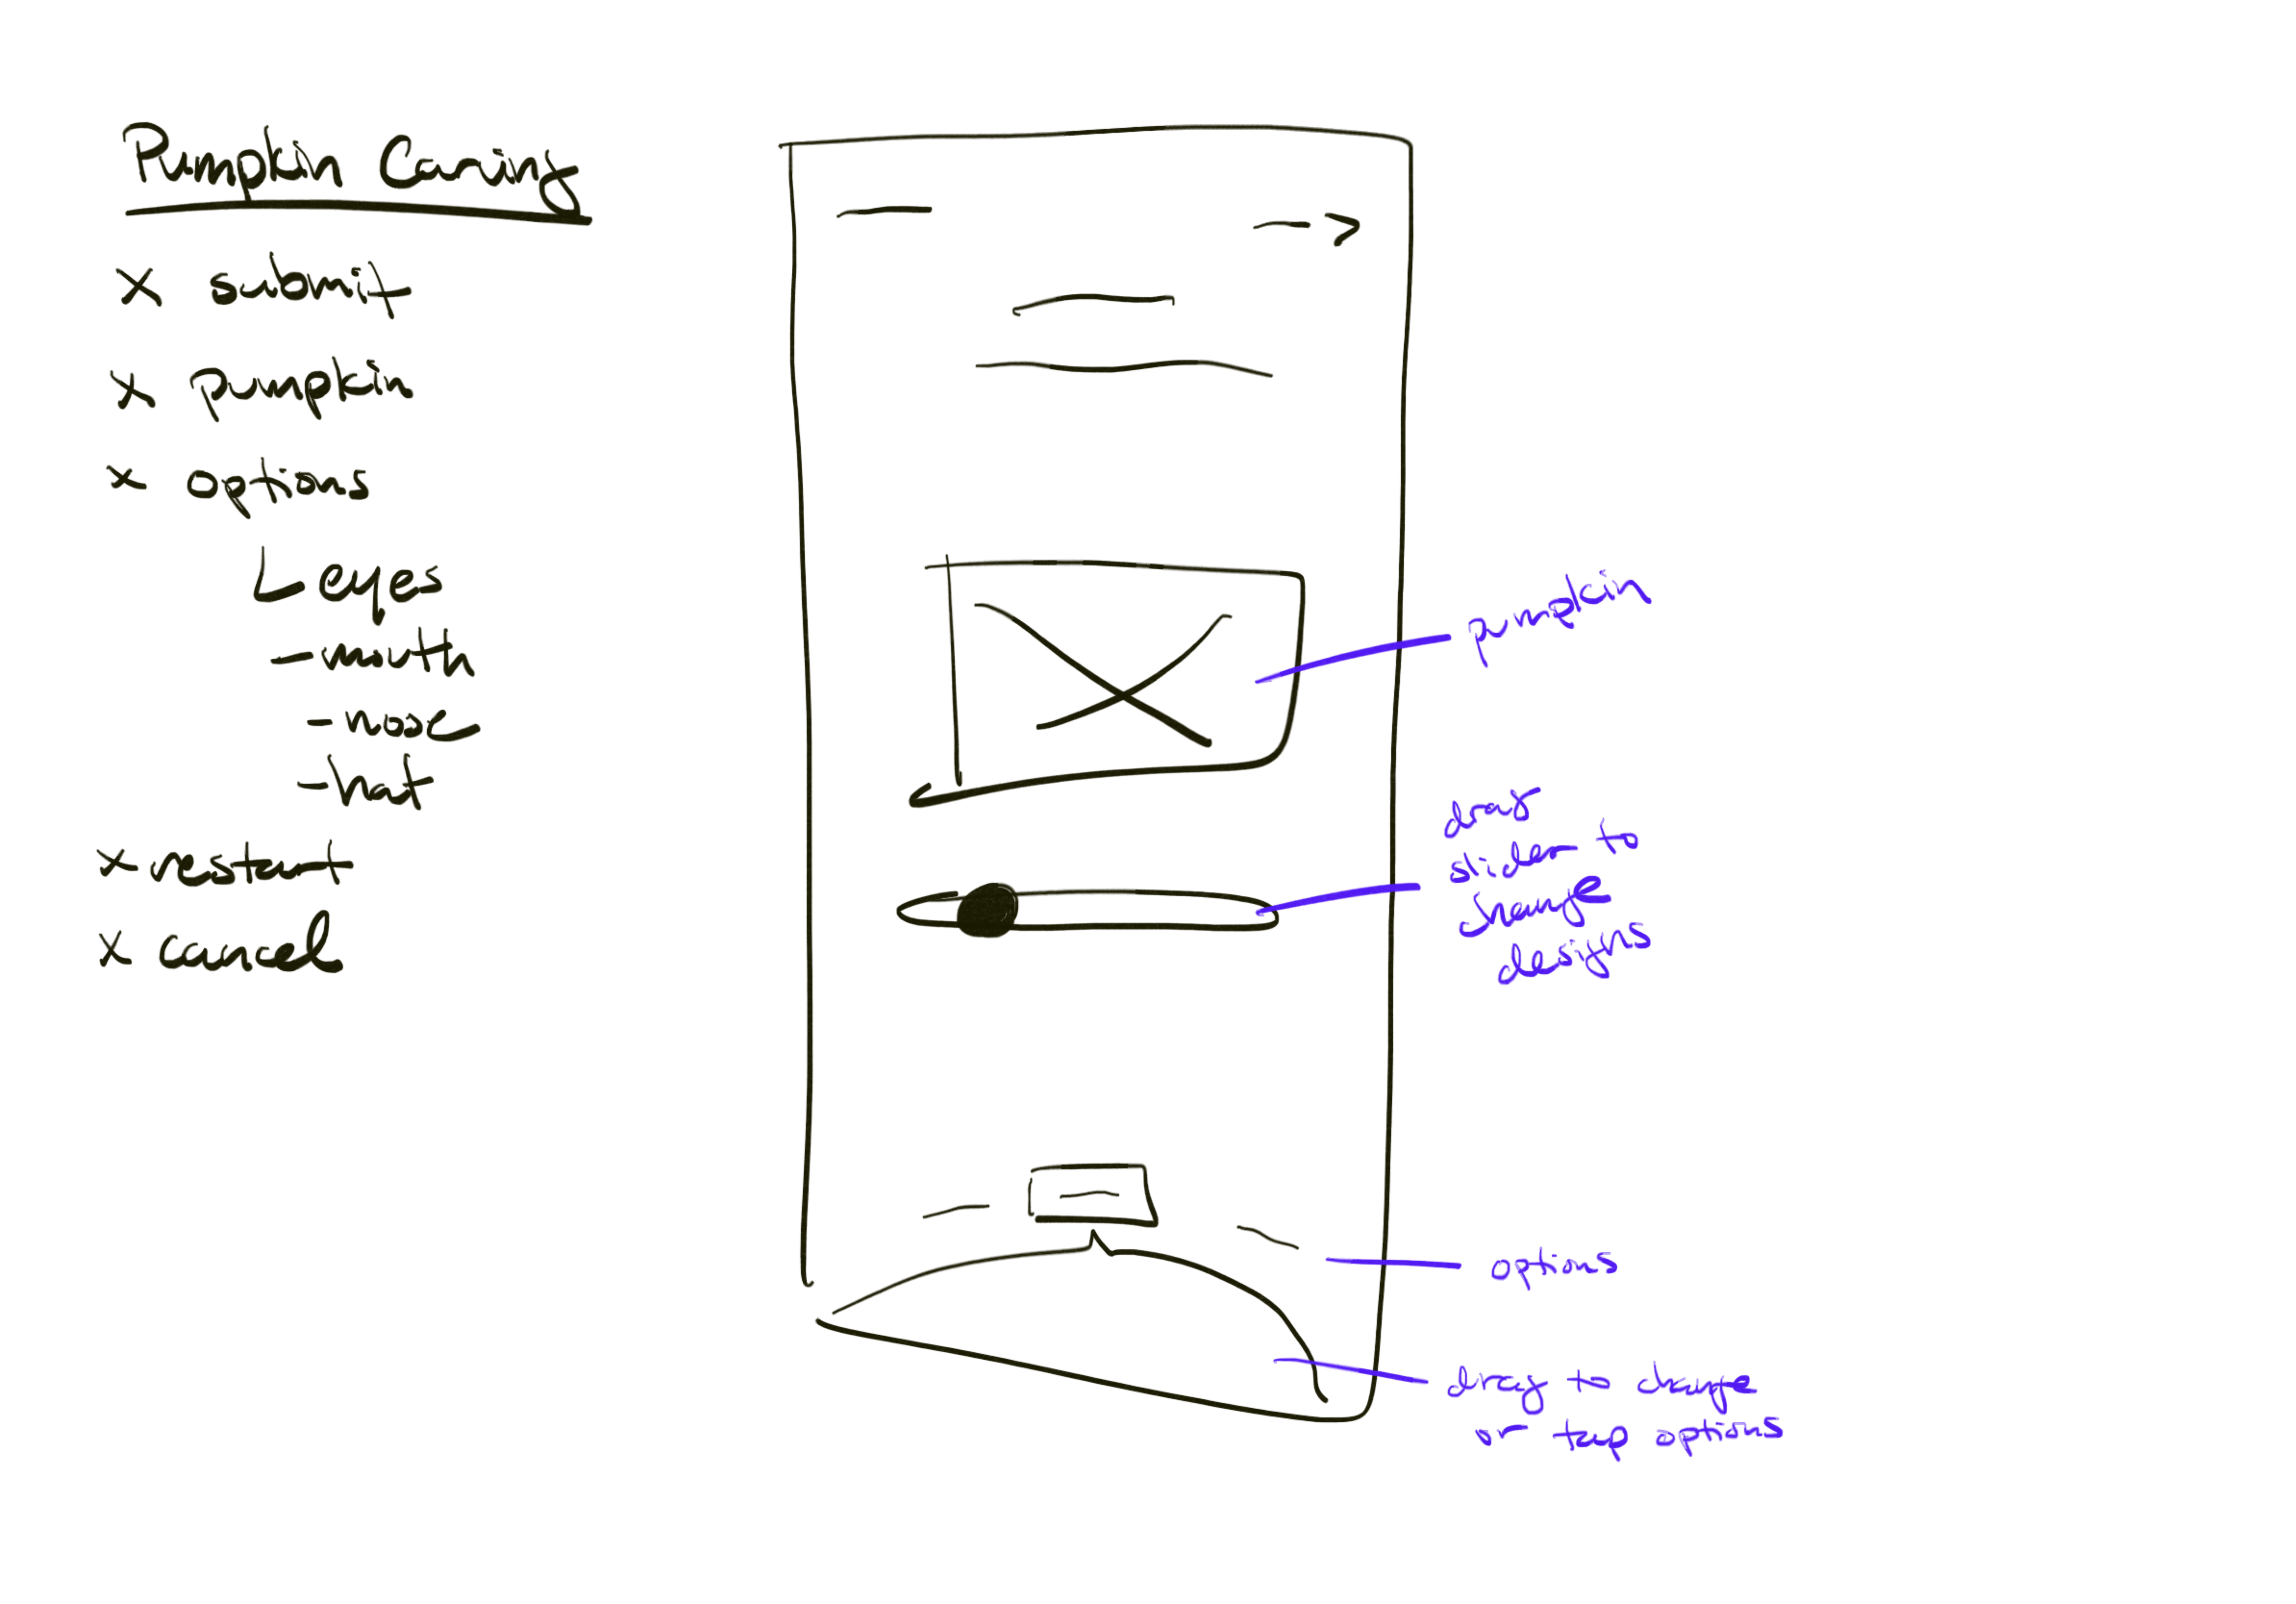 Pumpkin Carving
x submit
x pumpkin
x options
eyes
- mouth
- nose
- hat
x restart
x cancel
pumpkin
drag
slider to
change
designs
options
drag to change
or tap options